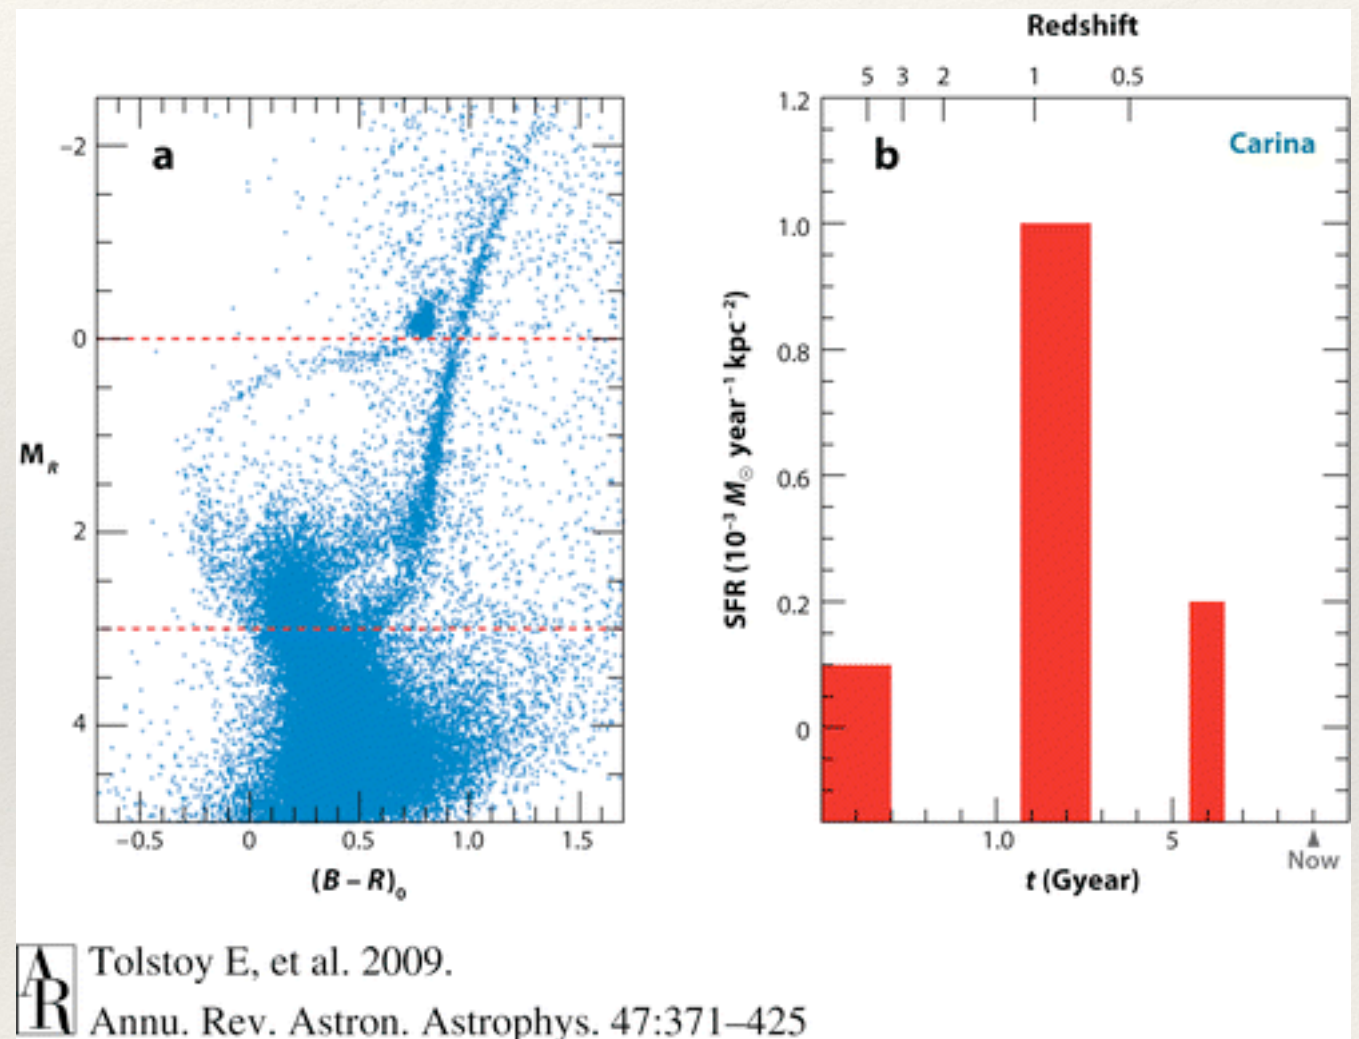 Redshift
5 3 2 1 0.5
a
−2
0
2
4
M_R
−0.5 0 0.5 1.0 1.5
(B – R)₀
b
Carina
1.2
1.0
0.8
0.6
0.2
0
SFR (10⁻³ M☉ year⁻¹ kpc⁻²)
1.0 5
Now
t (Gyear)
AR
Tolstoy E, et al. 2009.
Annu. Rev. Astron. Astrophys. 47:371–425